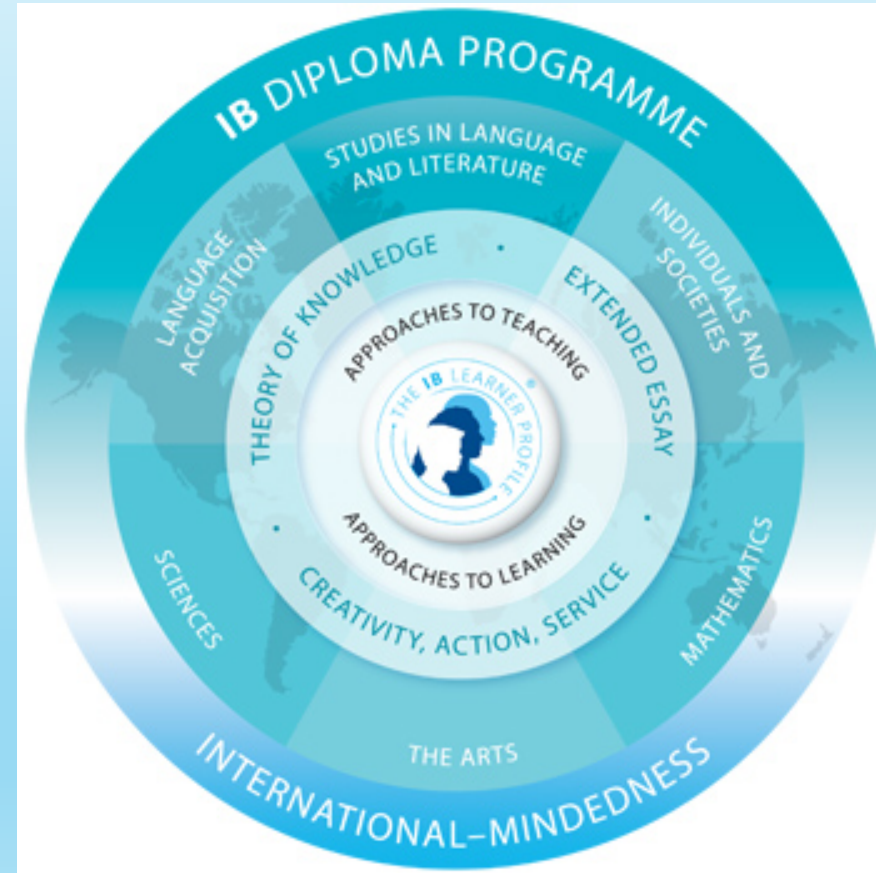 IB DIPLOMA PROGRAMME
STUDIES IN LANGUAGE
AND LITERATURE
LANGUAGE
ACQUISITION
INDIVIDUALS AND
SOCIETIES
THEORY OF KNOWLEDGE
·
EXTENDED ESSAY
APPROACHES TO TEACHING
THE IB LEARNER PROFILE
®
APPROACHES TO LEARNING
·
CREATIVITY, ACTION, SERVICE
·
SCIENCES
MATHEMATICS
THE ARTS
INTERNATIONAL–MINDEDNESS